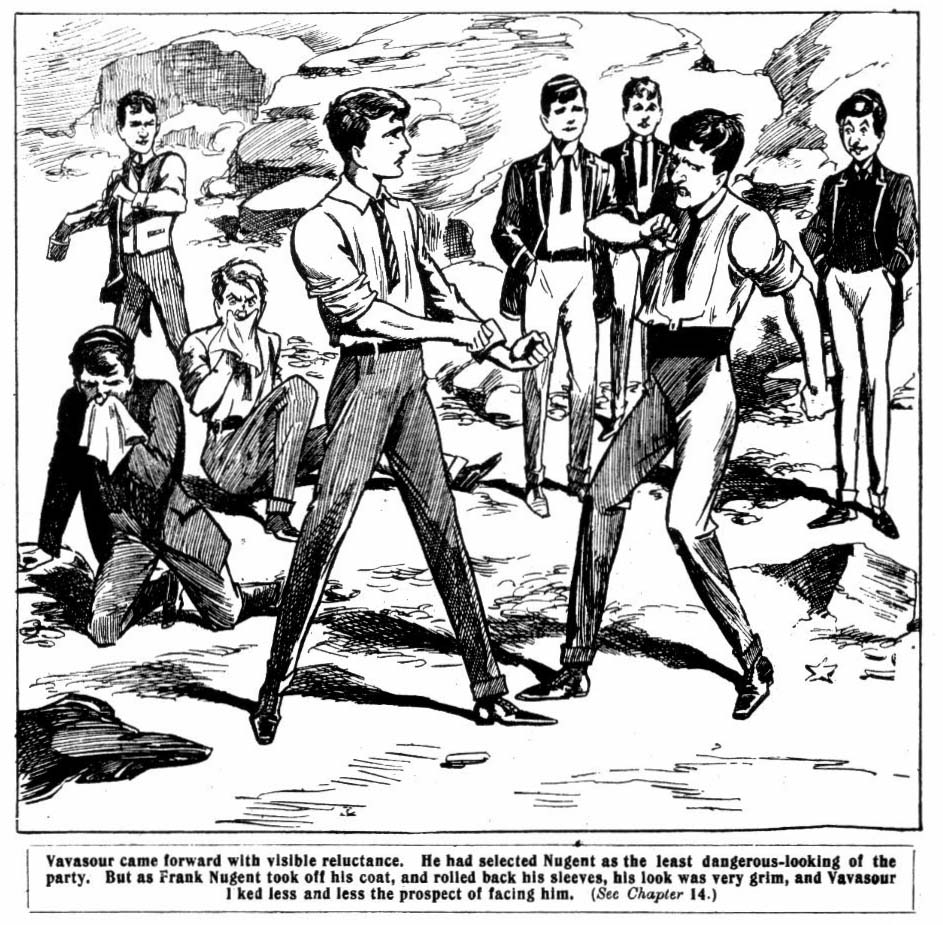 Vavasour came forward with visible reluctance. He had selected Nugent as the least dangerous-looking of the
party. But as Frank Nugent took off his coat, and rolled back his sleeves, his look was very grim, and Vavasour
l ked less and less the prospect of facing him. (See Chapter 14.)